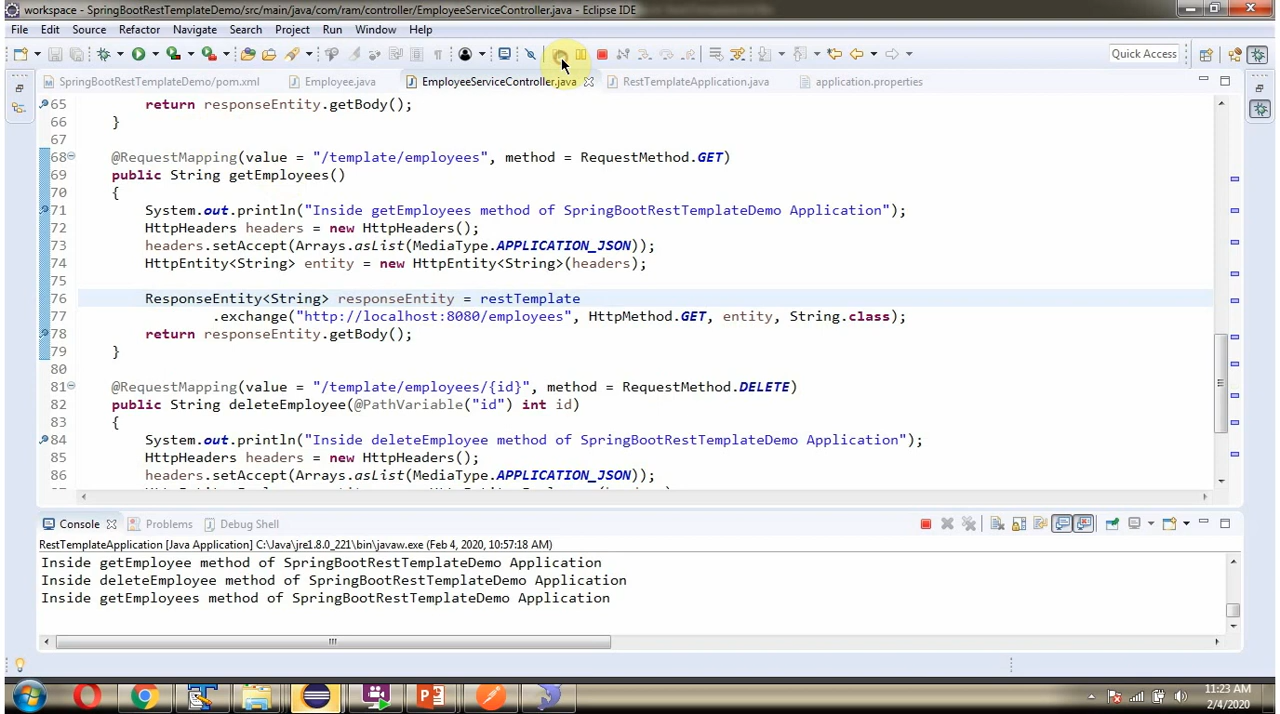 workspace - SpringBootRestTemplateDemo/src/main/java/com/ram/controller/EmployeeServiceController.java - Eclipse IDE
File Edit Source Refactor Navigate Search Project Run Window Help
Quick Access
SpringBootRestTemplateDemo/pom.xml Employee.java EmployeeServiceController.java RestTemplateApplication.java application.properties
65 return responseEntity.getBody();
66 }
67
68 @RequestMapping(value = "/template/employees", method = RequestMethod.GET)
69 public String getEmployees()
70 {
71 System.out.println("Inside getEmployees method of SpringBootRestTemplateDemo Application");
72 HttpHeaders headers = new HttpHeaders();
73 headers.setAccept(Arrays.asList(MediaType.APPLICATION_JSON));
74 HttpEntity<String> entity = new HttpEntity<String>(headers);
75
76 ResponseEntity<String> responseEntity = restTemplate
77 .exchange("http://localhost:8080/employees", HttpMethod.GET, entity, String.class);
78 return responseEntity.getBody();
79 }
80
81 @RequestMapping(value = "/template/employees/{id}", method = RequestMethod.DELETE)
82 public String deleteEmployee(@PathVariable("id") int id)
83 {
84 System.out.println("Inside deleteEmployee method of SpringBootRestTemplateDemo Application");
85 HttpHeaders headers = new HttpHeaders();
86 headers.setAccept(Arrays.asList(MediaType.APPLICATION_JSON));
Console Problems Debug Shell
RestTemplateApplication [Java Application] C:\Java\jre1.8.0_221\bin\javaw.exe (Feb 4, 2020, 10:57:18 AM)
Inside getEmployee method of SpringBootRestTemplateDemo Application
Inside deleteEmployee method of SpringBootRestTemplateDemo Application
Inside getEmployees method of SpringBootRestTemplateDemo Application
11:23 AM
2/4/2020